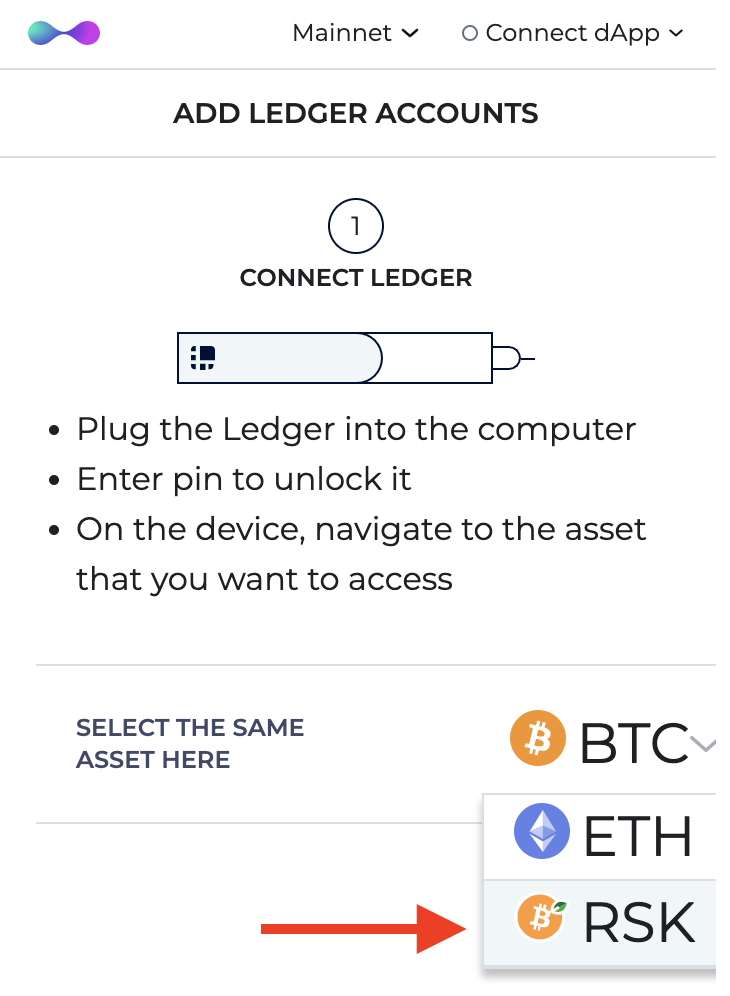 Mainnet
Connect dApp
ADD LEDGER ACCOUNTS
1
CONNECT LEDGER
• Plug the Ledger into the computer
• Enter pin to unlock it
• On the device, navigate to the asset
that you want to access
SELECT THE SAME
ASSET HERE
BTC
ETH
RSK